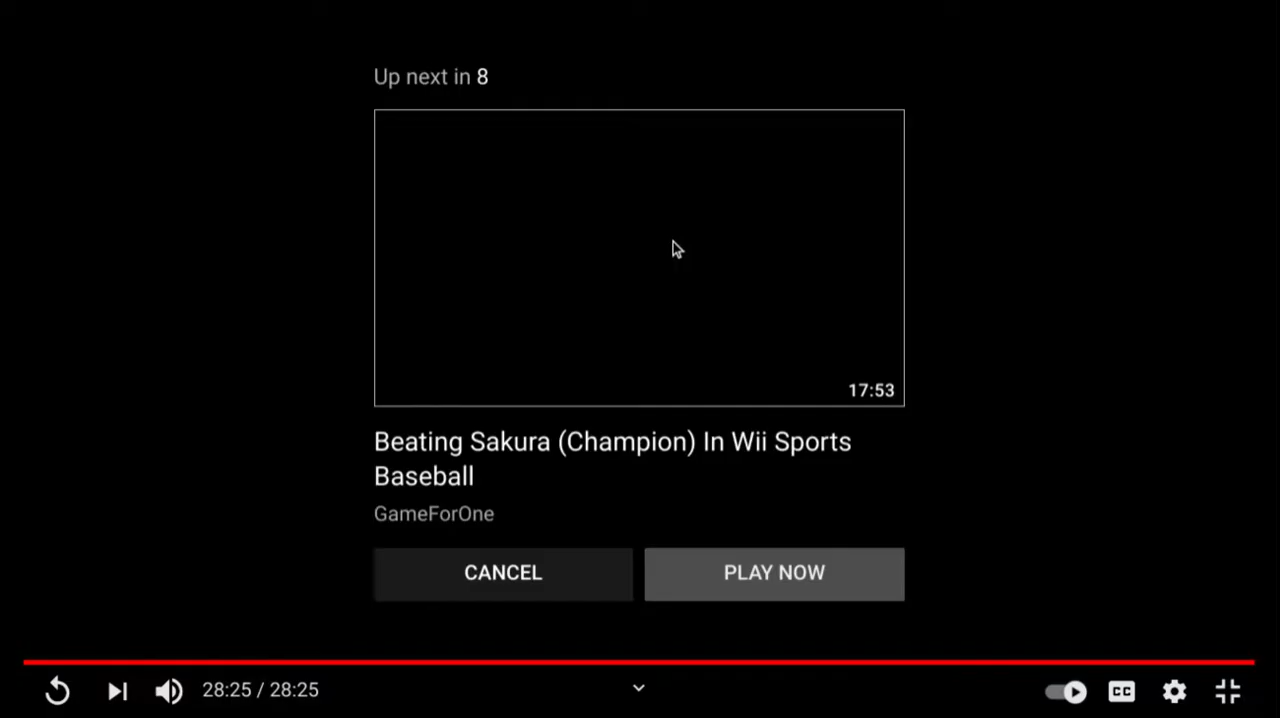 Up next in 8
17:53
Beating Sakura (Champion) In Wii Sports
Baseball
GameForOne
CANCEL
PLAY NOW
28:25 / 28:25
CC